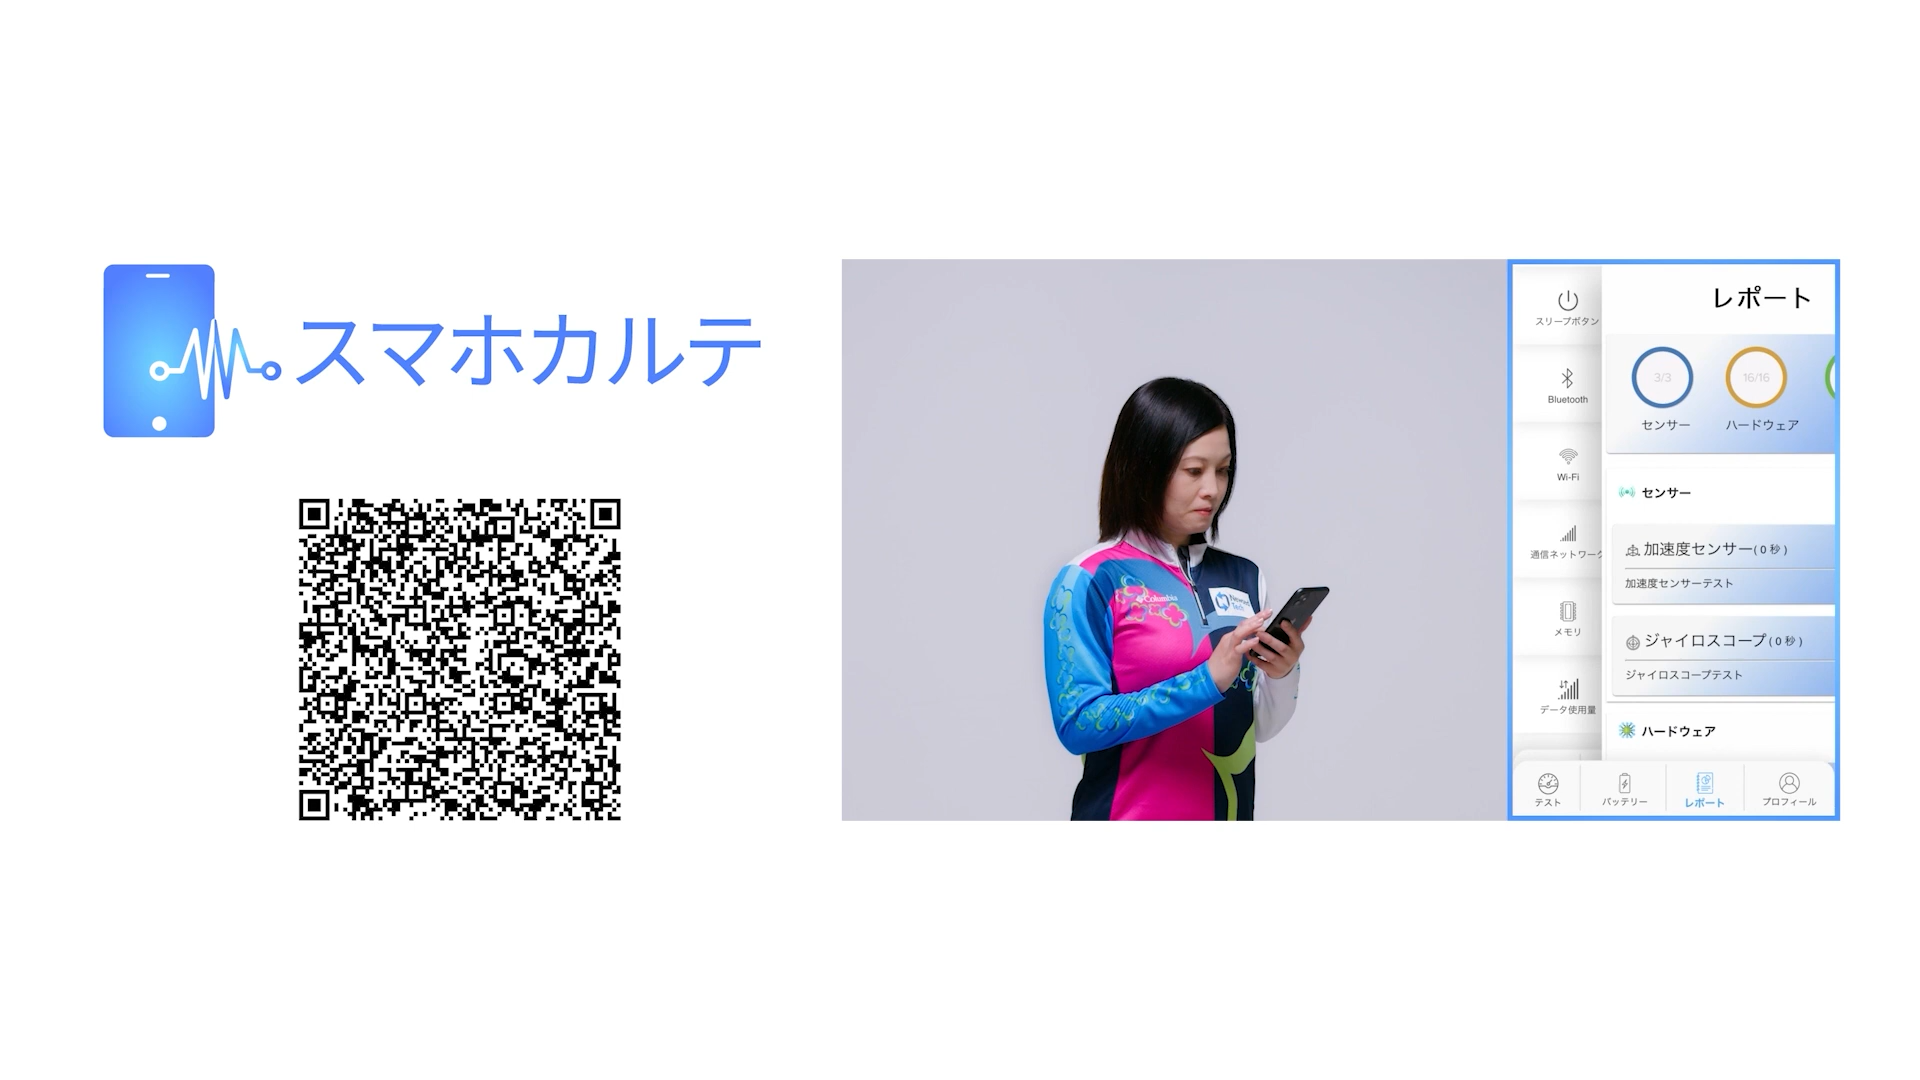 スマホカルテ
Columbia
Newed
Tech
スリープボタン
Bluetooth
Wi-Fi
通信ネットワーク
メモリ
データ使用量
レポート
3/3
16/16
センサー
ハードウェア
センサー
加速度センサー(0秒)
加速度センサーテスト
ジャイロスコープ(0秒)
ジャイロスコープテスト
ハードウェア
テスト
バッテリー
レポート
プロフィール